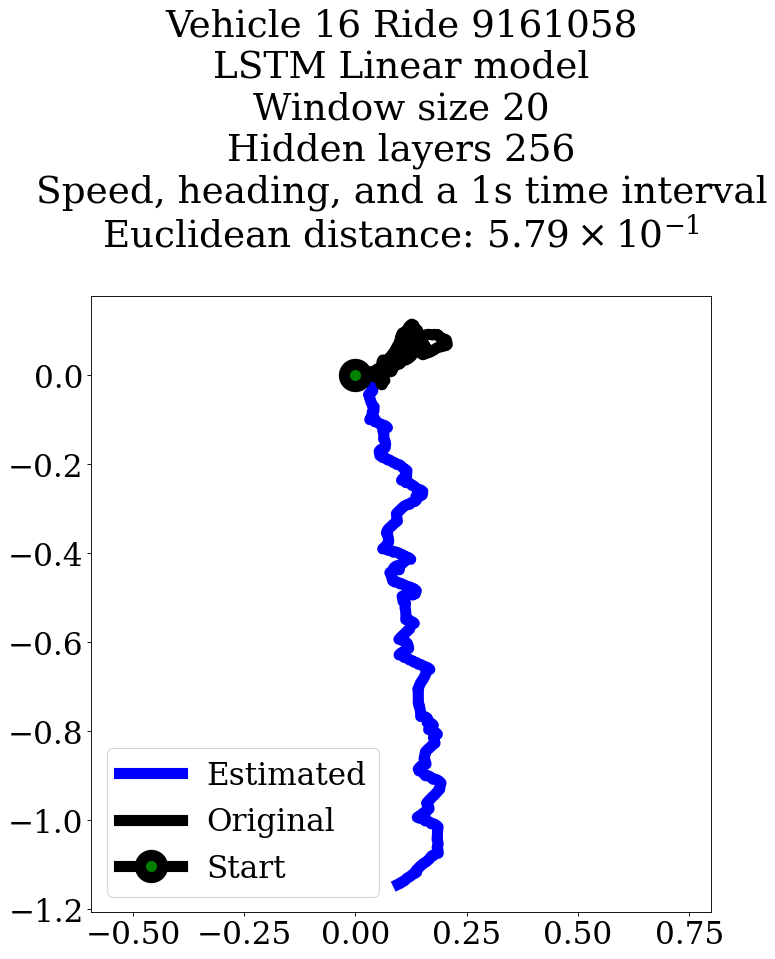 Vehicle 16 Ride 9161058
LSTM Linear model
Window size 20
Hidden layers 256
Speed, heading, and a 1s time interval
Euclidean distance: 5.79 × 10⁻¹
0.0
−0.2
−0.4
−0.6
−0.8
−1.0
−1.2
Estimated
Original
Start
−0.50 −0.25 0.00 0.25 0.50 0.75